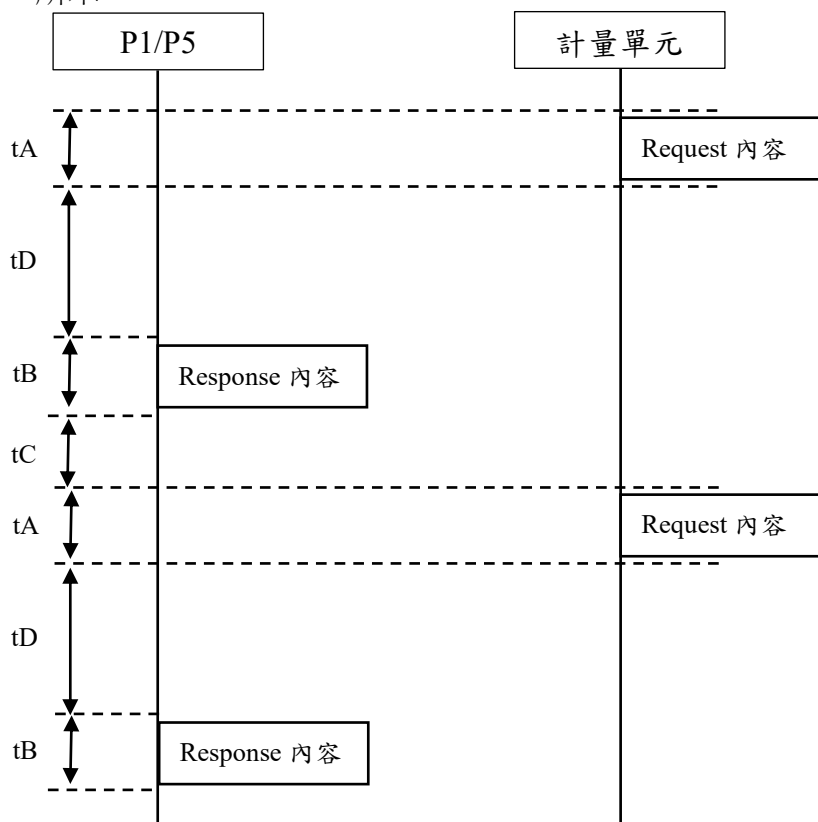 P1/P5
計量單元
tA
Request 內容
tD
tB
Response 內容
tC
tA
Request 內容
tD
tB
Response 內容